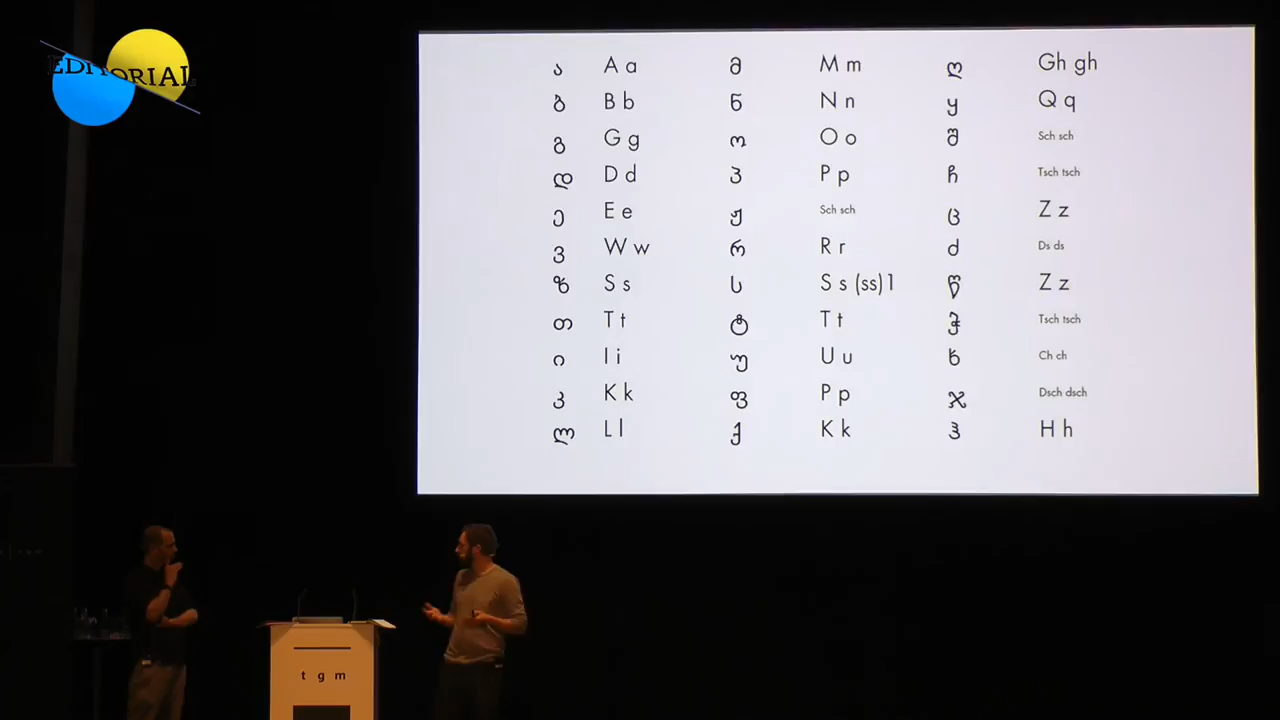 EDITORIAL
ა A a მ M m ღ Gh gh
ბ B b ნ N n ყ Q q
გ G g ო O o შ Sch sch
დ D d პ P p ჩ Tsch tsch
ე E e ჟ Sch sch ც Z z
ვ W w რ R r ძ Ds ds
ზ S s ს S s (ss)1 წ Z z
თ T t ტ T t ჭ Tsch tsch
ი I i უ U u ხ Ch ch
კ K k ფ P p ჯ Dsch dsch
ლ L l ქ K k ჰ H h
t g m